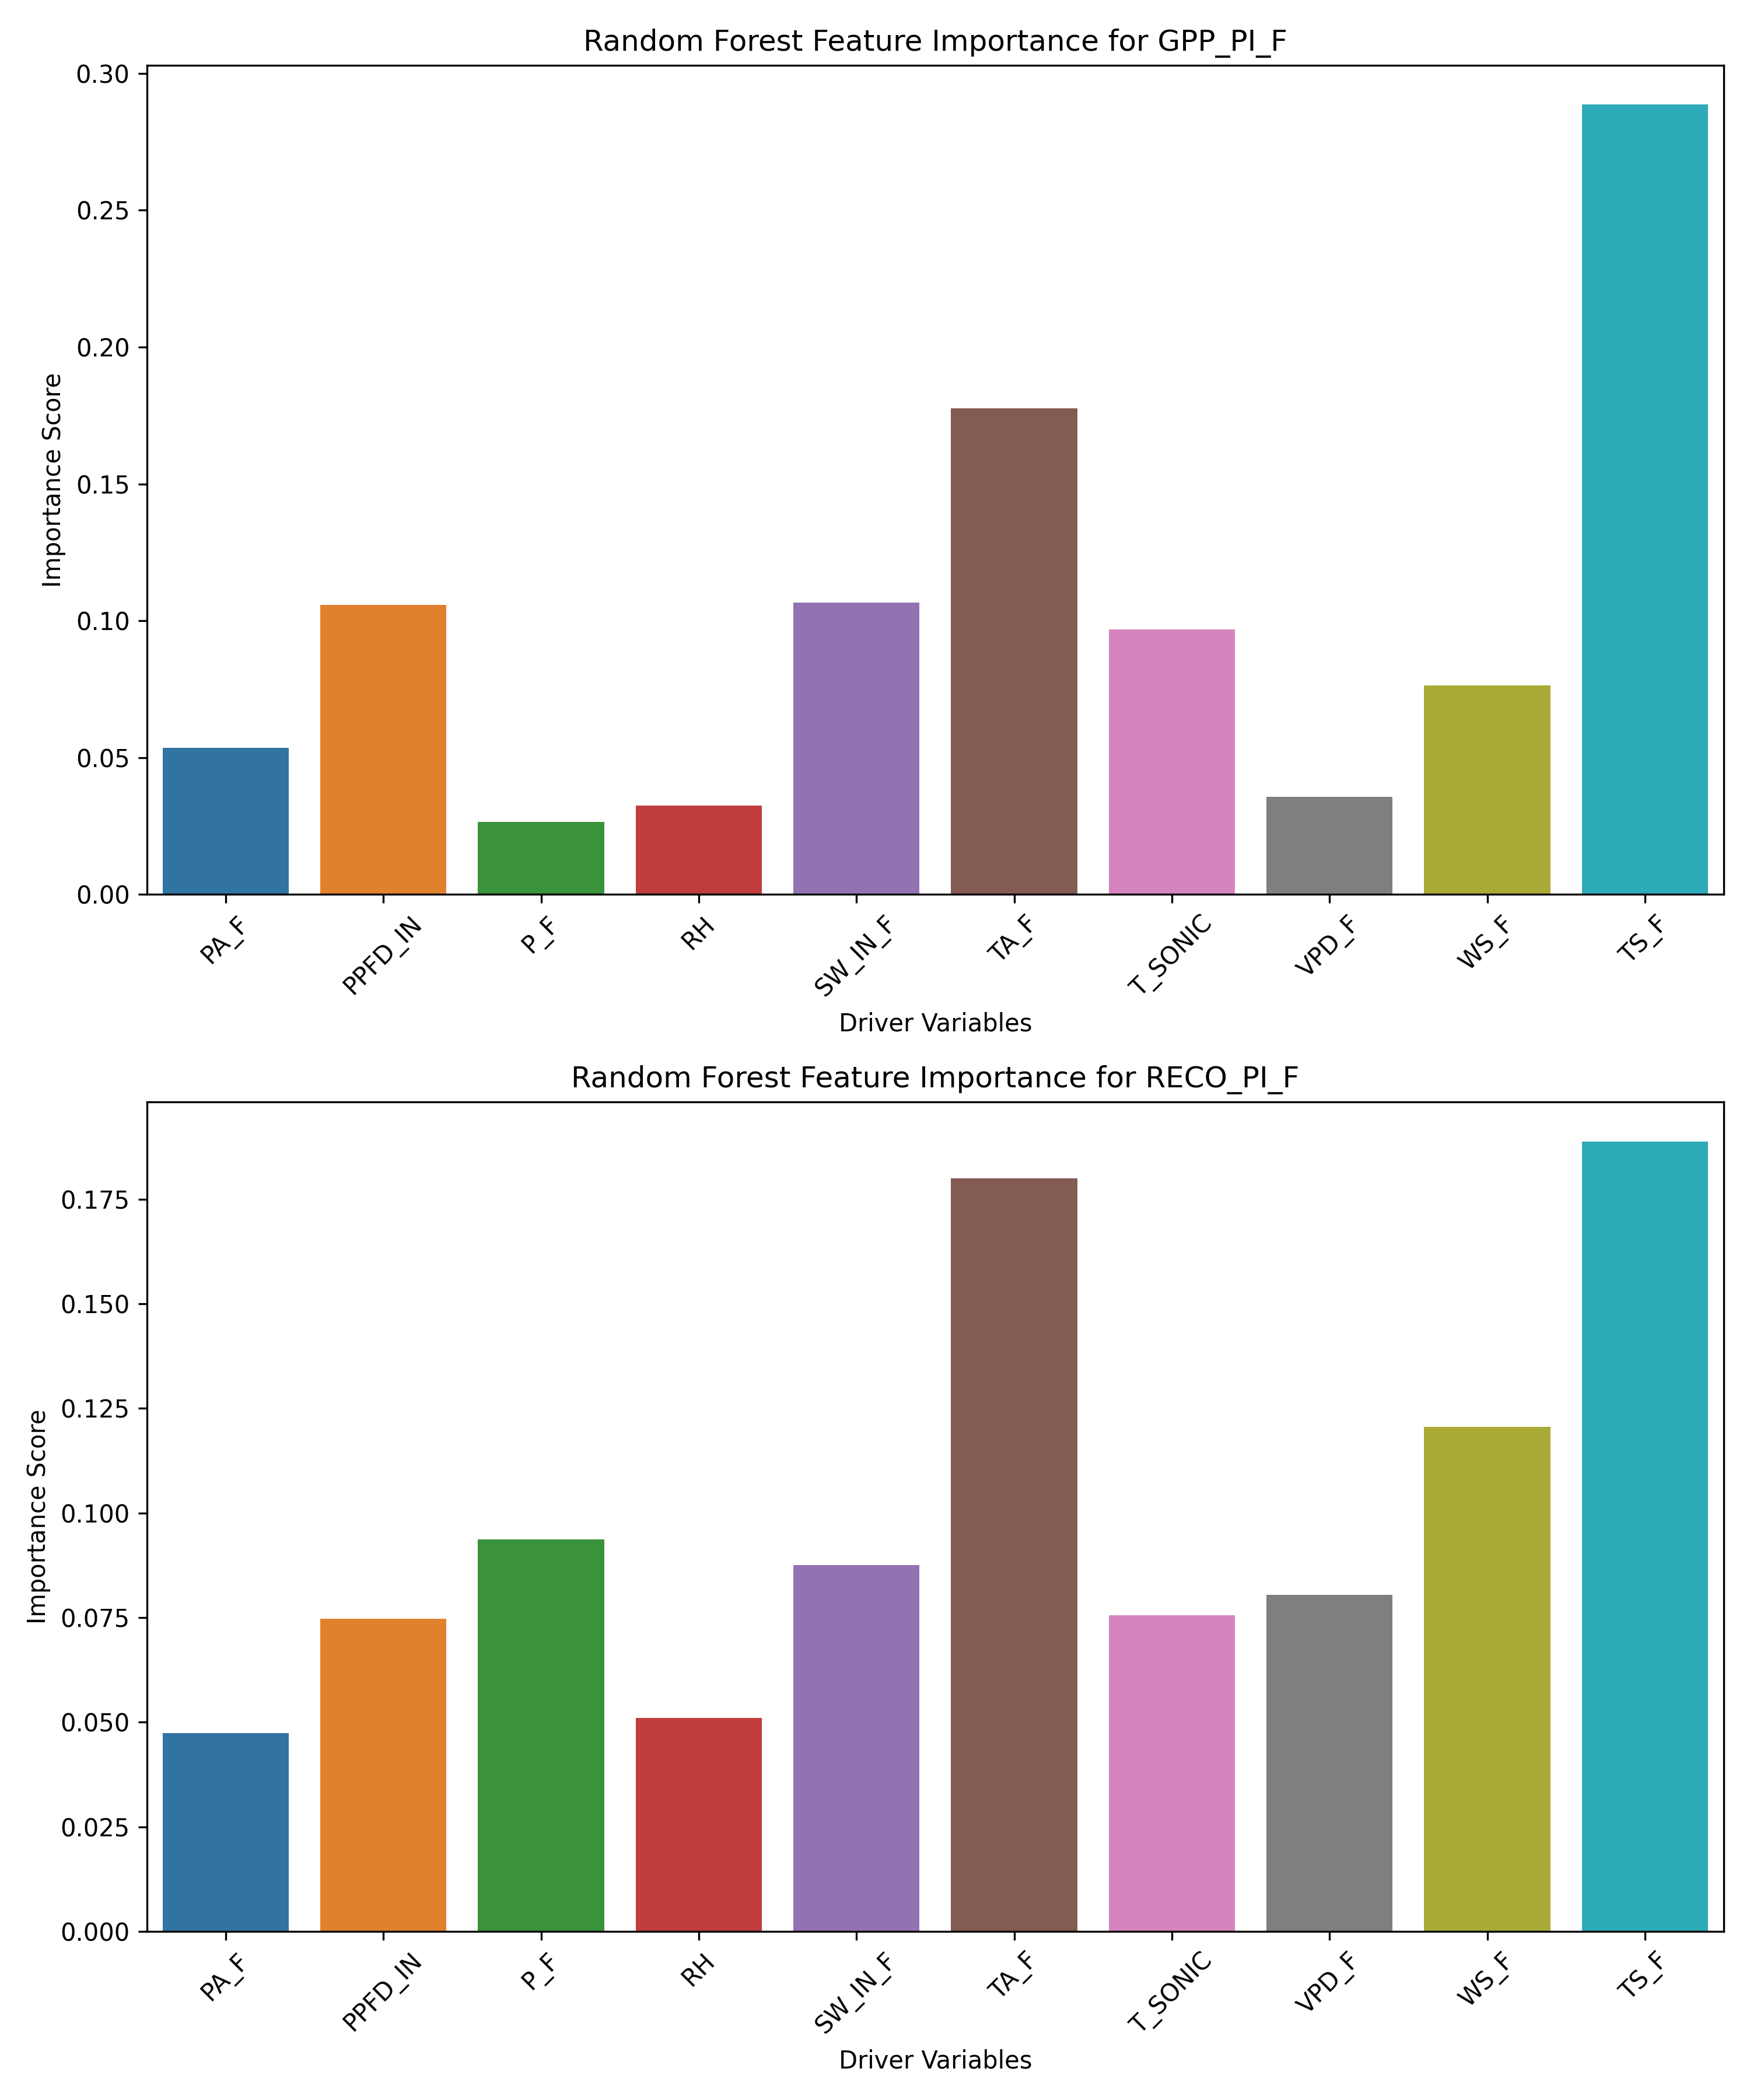 Random Forest Feature Importance for GPP_PI_F
0.30
0.25
0.20
0.15
0.10
0.05
0.00
Importance Score
PA_F
PPFD_IN
P_F
RH
SW_IN_F
TA_F
T_SONIC
VPD_F
WS_F
TS_F
Driver Variables
Random Forest Feature Importance for RECO_PI_F
0.175
0.150
0.125
0.100
0.075
0.050
0.025
0.000
Importance Score
PA_F
PPFD_IN
P_F
RH
SW_IN_F
TA_F
T_SONIC
VPD_F
WS_F
TS_F
Driver Variables